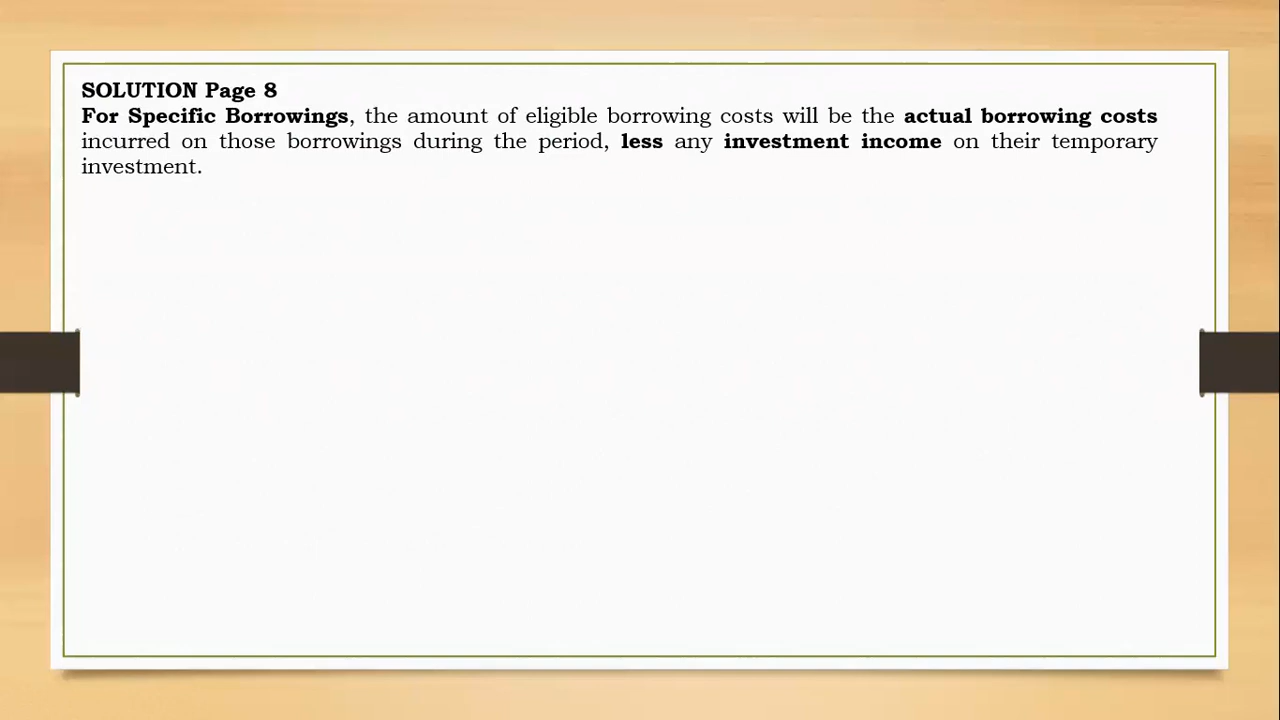 SOLUTION Page 8
For Specific Borrowings, the amount of eligible borrowing costs will be the actual borrowing costs
incurred on those borrowings during the period, less any investment income on their temporary
investment.